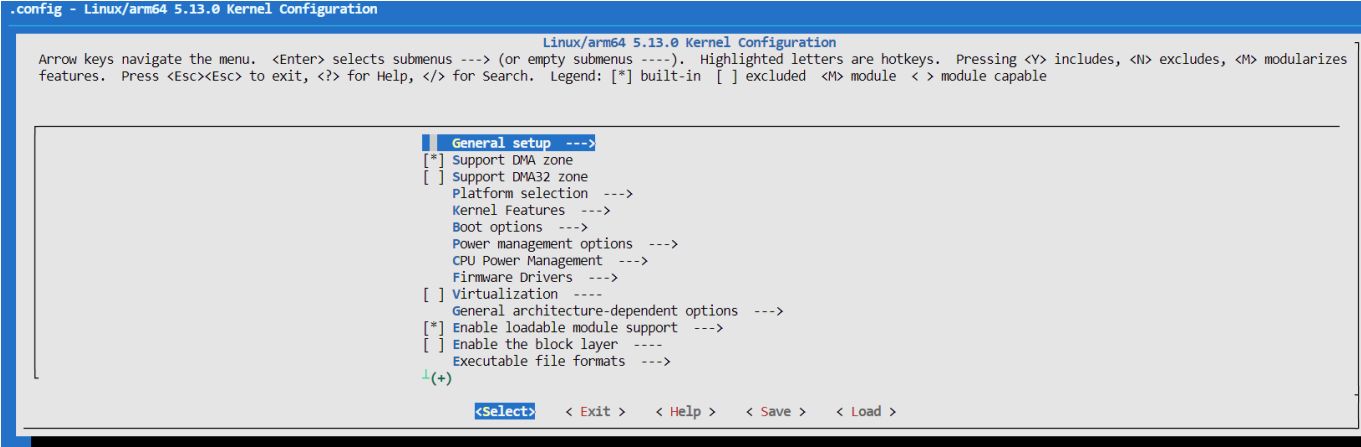 .config - Linux/arm64 5.13.0 Kernel Configuration
Linux/arm64 5.13.0 Kernel Configuration
Arrow keys navigate the menu.  <Enter> selects submenus ---> (or empty submenus ----).  Highlighted letters are hotkeys.  Pressing <Y> includes, <N> excludes, <M> modularizes
features.  Press <Esc><Esc> to exit, <?> for Help, </> for Search.  Legend: [*] built-in  [ ] excluded  <M> module  < > module capable
General setup  --->
[*] Support DMA zone
[ ] Support DMA32 zone
Platform selection  --->
Kernel Features  --->
Boot options  --->
Power management options  --->
CPU Power Management  --->
Firmware Drivers  --->
[ ] Virtualization  ----
General architecture-dependent options  --->
[*] Enable loadable module support  --->
[ ] Enable the block layer  ----
Executable file formats  --->
┴(+)
<Select>    < Exit >    < Help >    < Save >    < Load >